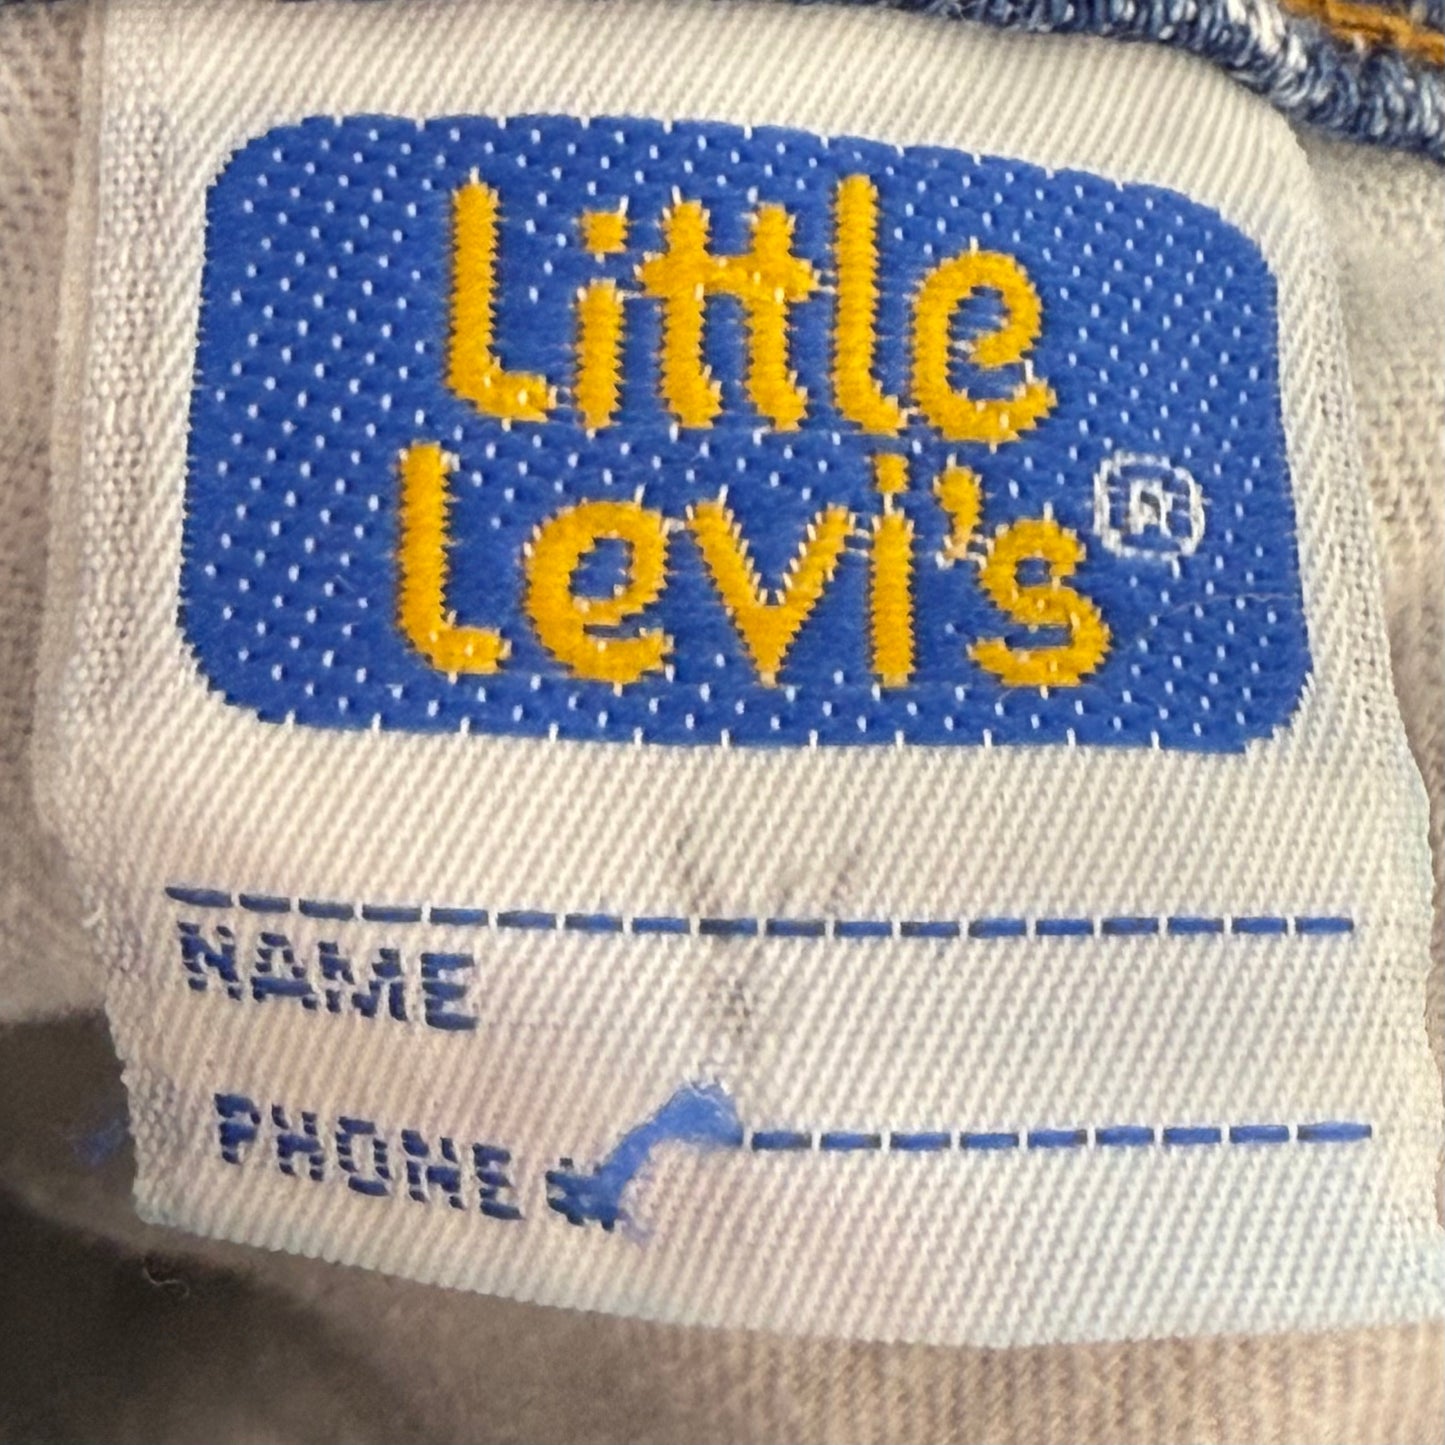 Little
Levi's ®
NAME
PHONE #